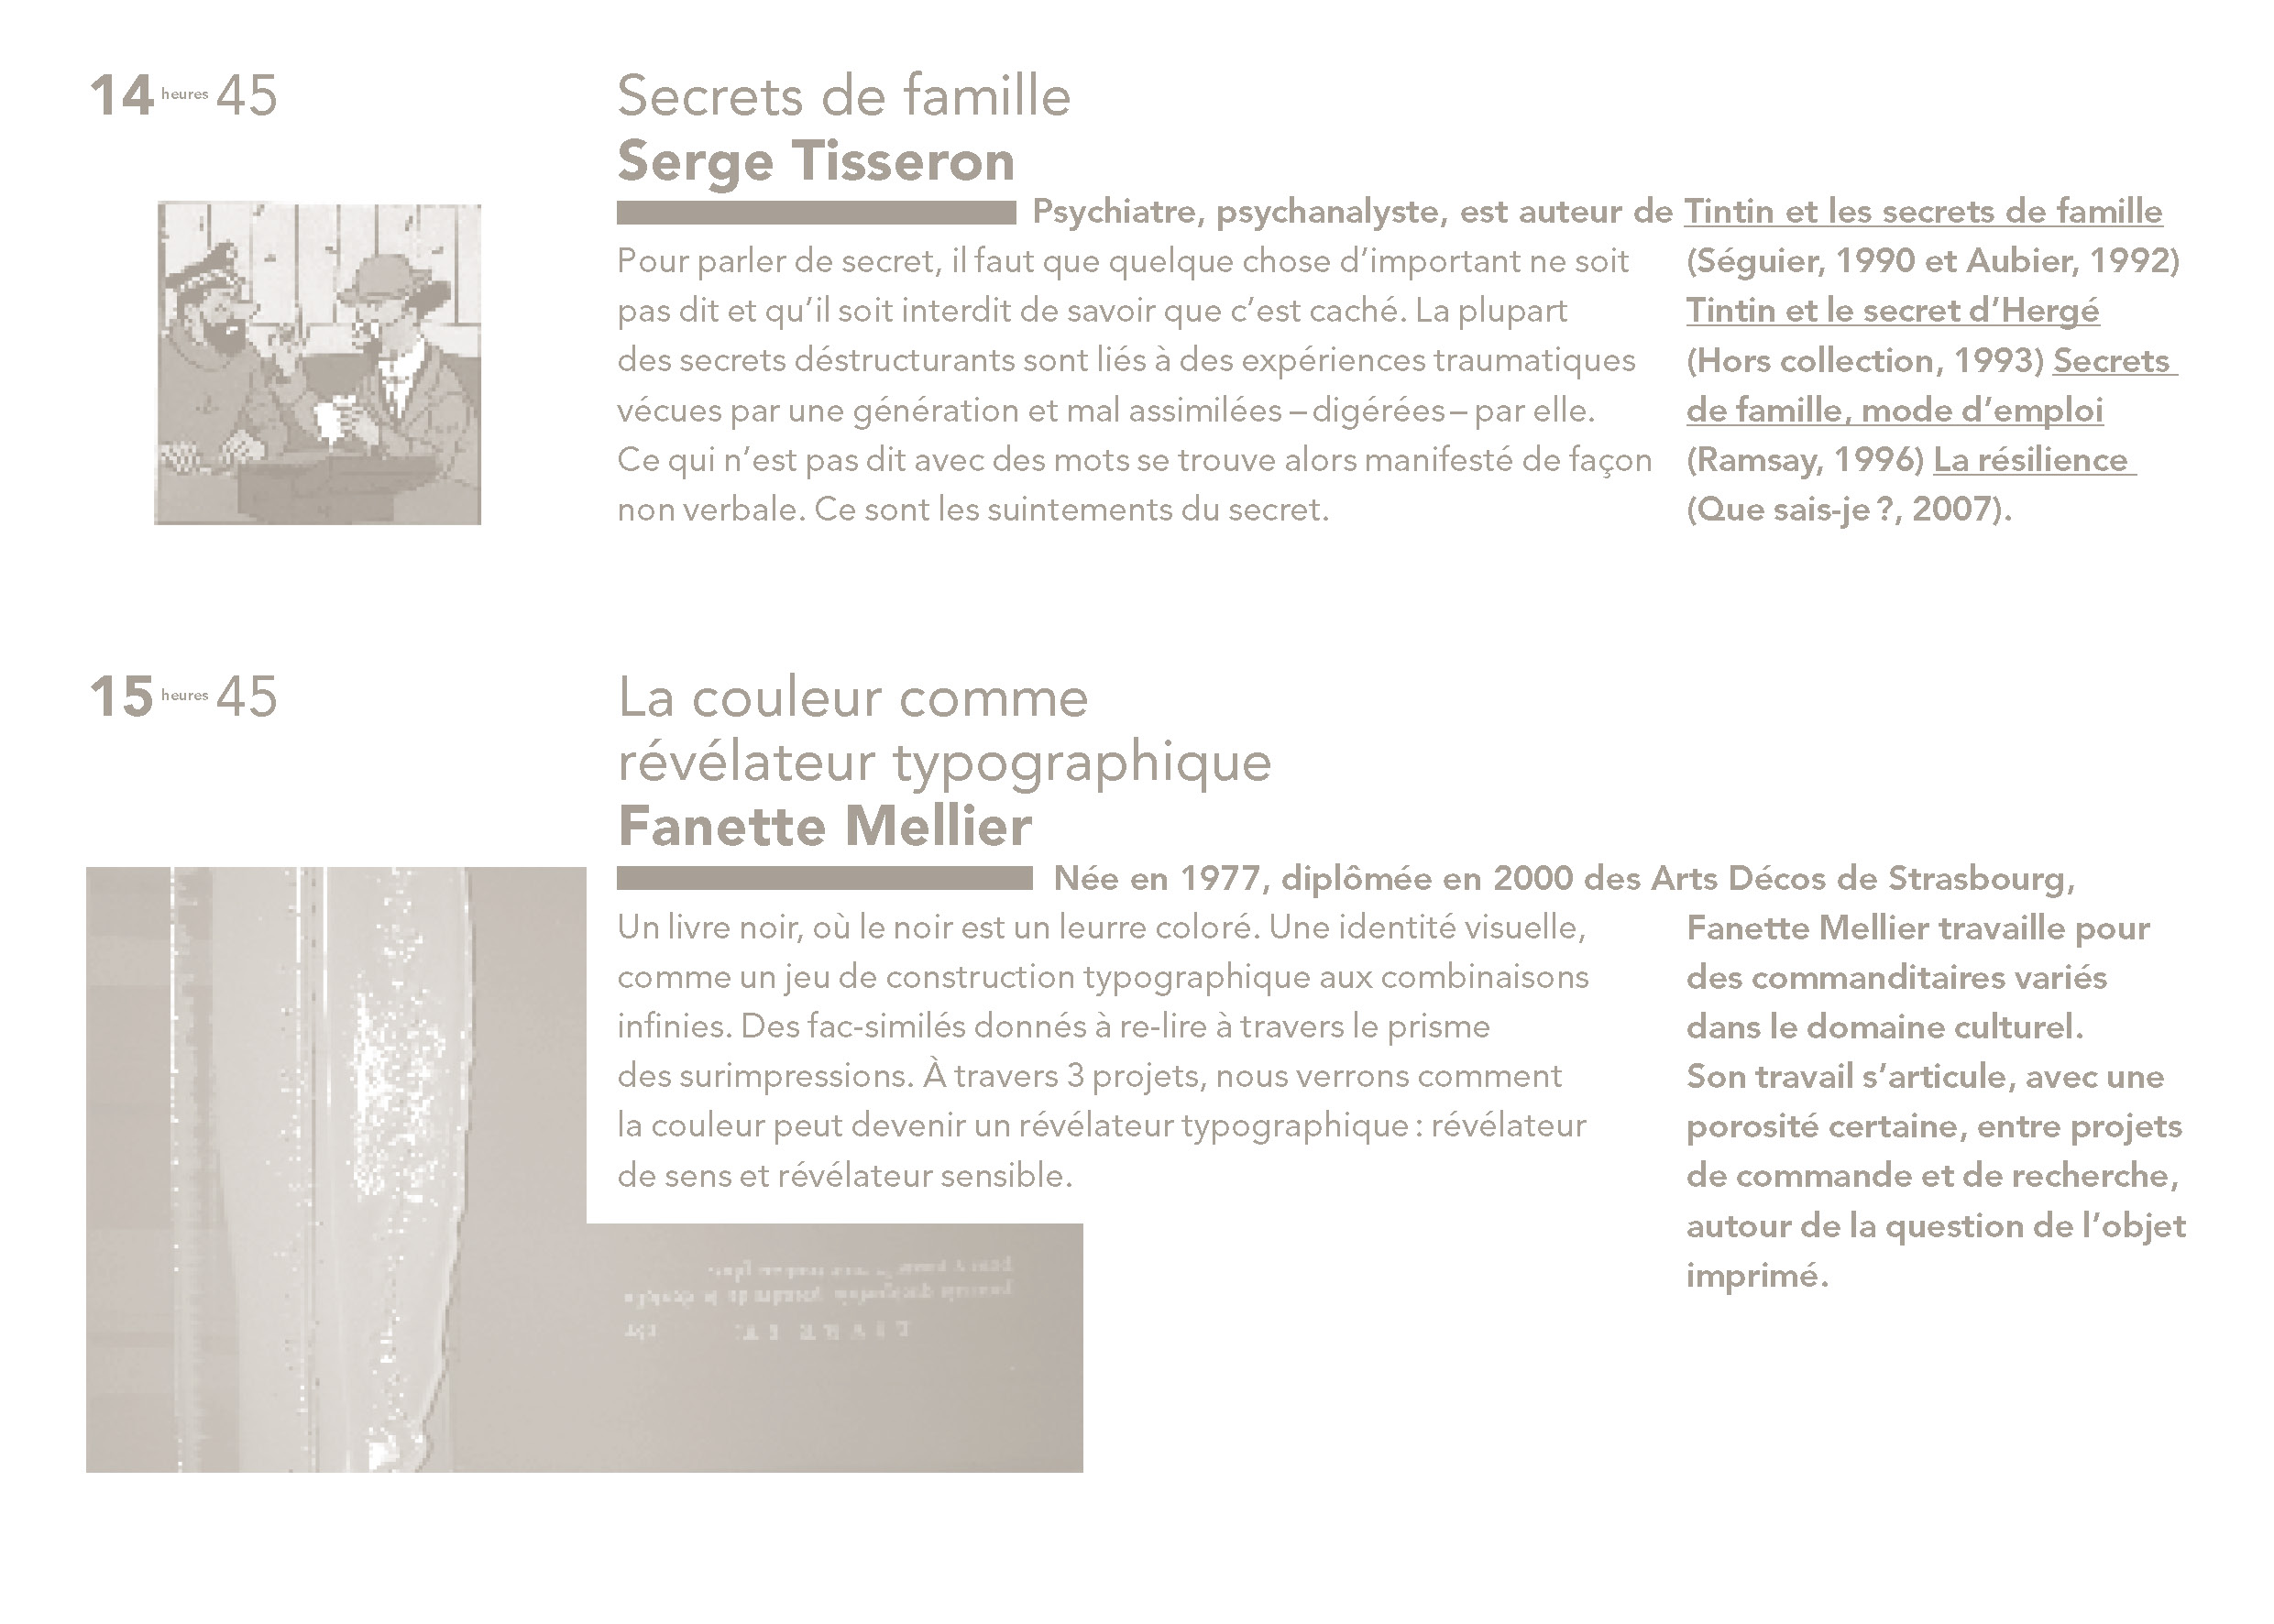 14 heures 45
Secrets de famille
Serge Tisseron
Psychiatre, psychanalyste, est auteur de Tintin et les secrets de famille
(Séguier, 1990 et Aubier, 1992)
Tintin et le secret d’Hergé
(Hors collection, 1993) Secrets
de famille, mode d’emploi
(Ramsay, 1996) La résilience
(Que sais-je ?, 2007).
Pour parler de secret, il faut que quelque chose d’important ne soit
pas dit et qu’il soit interdit de savoir que c’est caché. La plupart
des secrets déstructurants sont liés à des expériences traumatiques
vécues par une génération et mal assimilées – digérées – par elle.
Ce qui n’est pas dit avec des mots se trouve alors manifesté de façon
non verbale. Ce sont les suintements du secret.
15 heures 45
La couleur comme
révélateur typographique
Fanette Mellier
Née en 1977, diplômée en 2000 des Arts Décos de Strasbourg,
Fanette Mellier travaille pour
des commanditaires variés
dans le domaine culturel.
Son travail s’articule, avec une
porosité certaine, entre projets
de commande et de recherche,
autour de la question de l’objet
imprimé.
Un livre noir, où le noir est un leurre coloré. Une identité visuelle,
comme un jeu de construction typographique aux combinaisons
infinies. Des fac-similés donnés à re-lire à travers le prisme
des surimpressions. À travers 3 projets, nous verrons comment
la couleur peut devenir un révélateur typographique : révélateur
de sens et révélateur sensible.